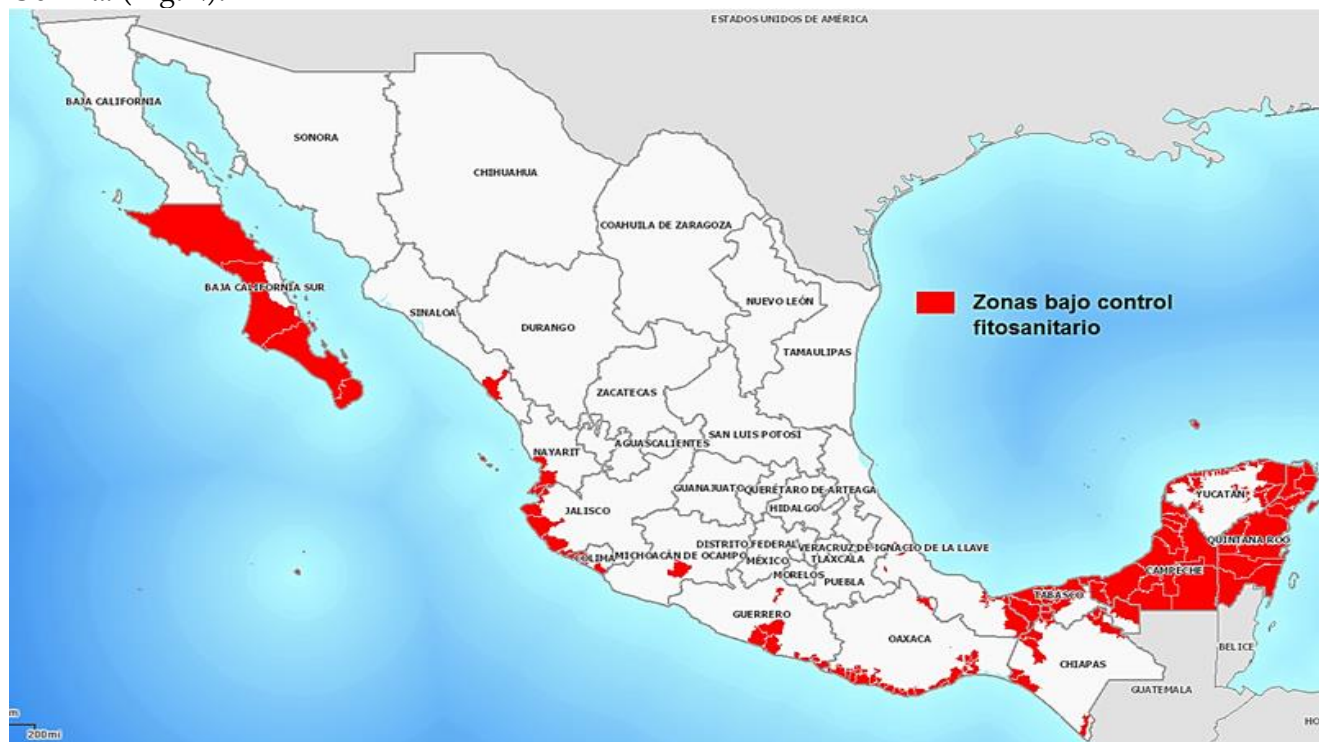 ESTADOS UNIDOS DE AMÉRICA
BAJA CALIFORNIA
SONORA
CHIHUAHUA
COAHUILA DE ZARAGOZA
BAJA CALIFORNIA SUR
SINALOA
DURANGO
NUEVO LEÓN
TAMAULIPAS
Zonas bajo control
fitosanitario
ZACATECAS
SAN LUIS POTOSI
AGUASCALIENTES
NAYARIT
GUANAJUATO
QUERÉTARO DE ARTEAGA
YUCATÁN
JALISCO
HIDALGO
QUINTANA ROO
DISTRITO FEDERAL
VERACRUZ DE IGNACIO DE LA LLAVE
COLIMA
MICHOACÁN DE OCAMPO
MÉXICO
TLAXCALA
CAMPECHE
MORELOS
PUEBLA
TABASCO
GUERRERO
OAXACA
BELICE
CHIAPAS
GUATEMALA
HO
200mi